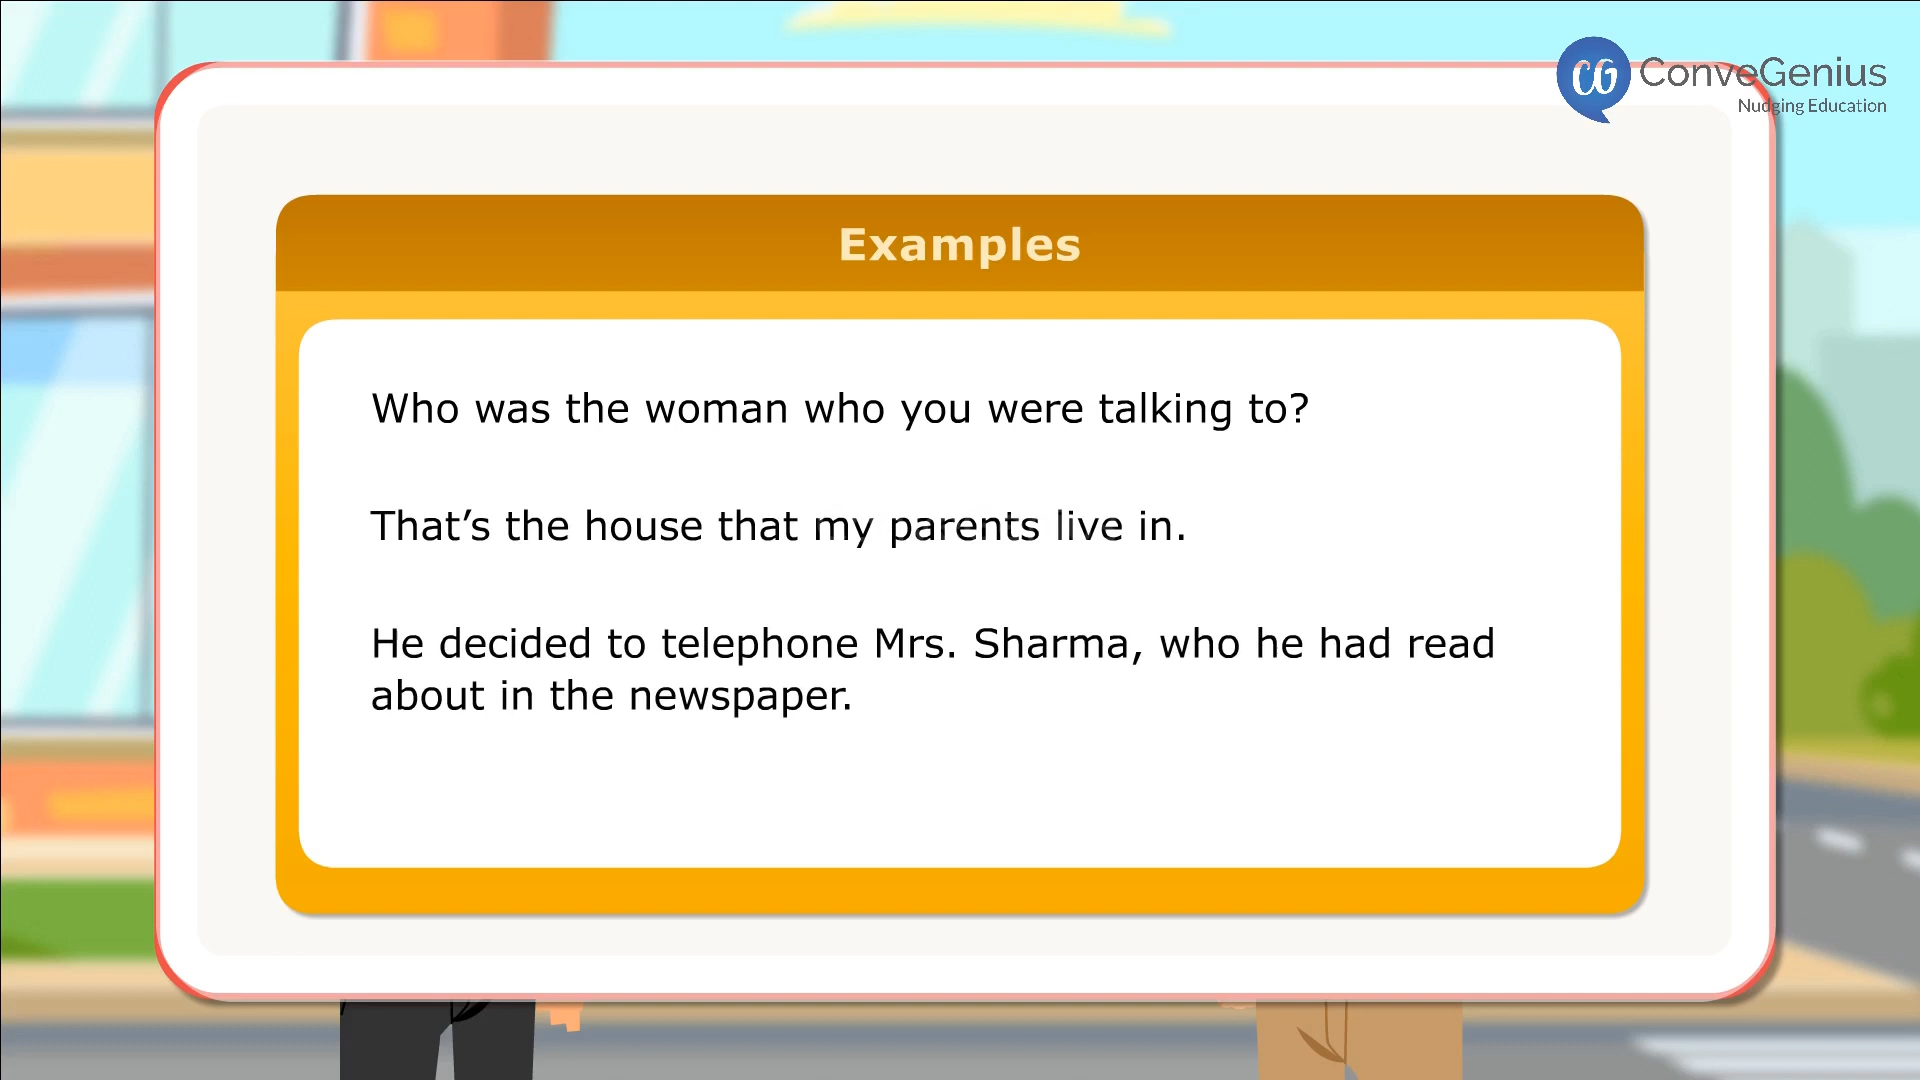 CG ConveGenius
Nudging Education
Examples
Who was the woman who you were talking to?
That’s the house that my parents live in.
He decided to telephone Mrs. Sharma, who he had read
about in the newspaper.